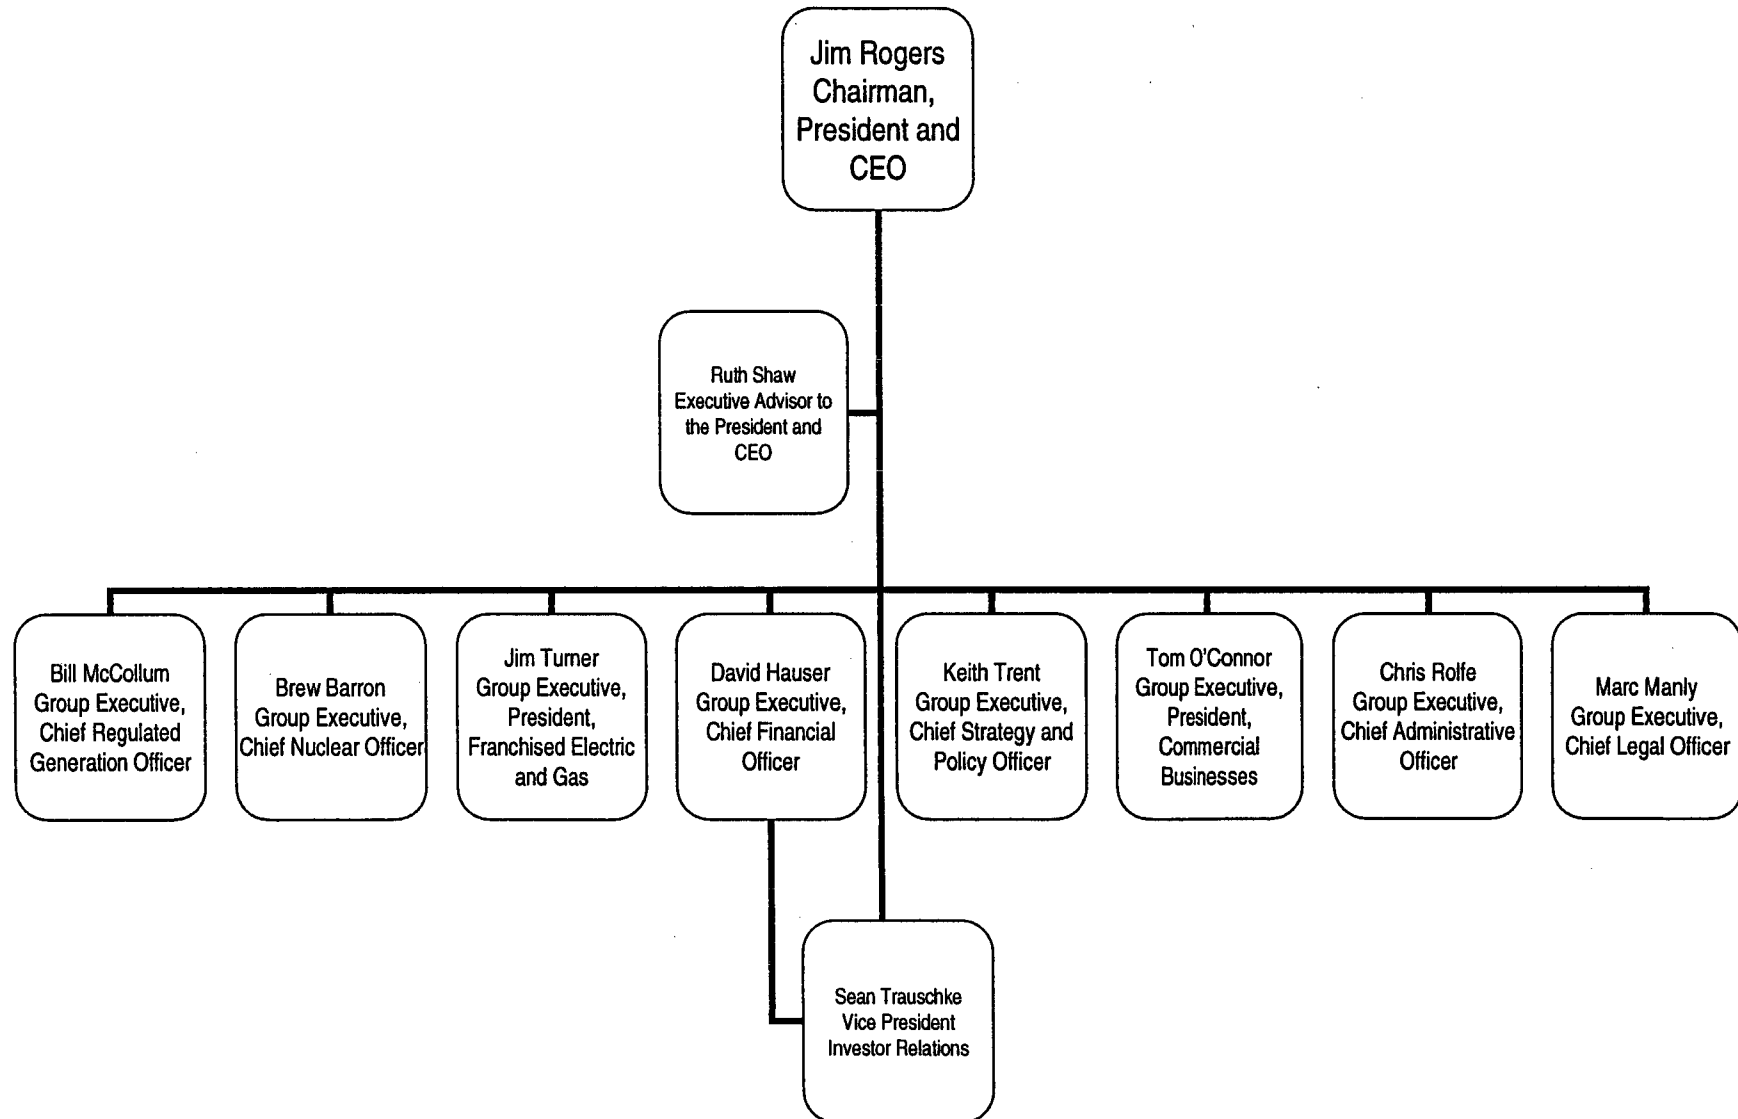 Jim Rogers
Chairman,
President and
CEO
Ruth Shaw
Executive Advisor to
the President and
CEO
Bill McCollum
Group Executive,
Chief Regulated
Generation Officer
Brew Barron
Group Executive,
Chief Nuclear Officer
Jim Turner
Group Executive,
President,
Franchised Electric
and Gas
David Hauser
Group Executive,
Chief Financial
Officer
Keith Trent
Group Executive,
Chief Strategy and
Policy Officer
Tom O'Connor
Group Executive,
President,
Commercial
Businesses
Chris Rolfe
Group Executive,
Chief Administrative
Officer
Marc Manly
Group Executive,
Chief Legal Officer
Sean Trauschke
Vice President
Investor Relations